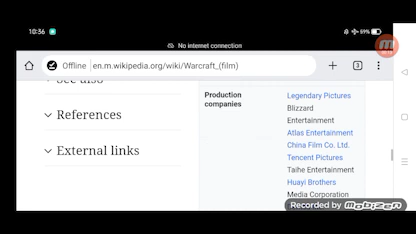 10:36
59%
No internet connection
Offline
en.m.wikipedia.org/wiki/Warcraft_(film)
3
See also
References
External links
Production
companies
Legendary Pictures
Blizzard
Entertainment
Atlas Entertainment
China Film Co. Ltd.
Tencent Pictures
Taihe Entertainment
Huayi Brothers
Media Corporation
Recorded by Mobizen